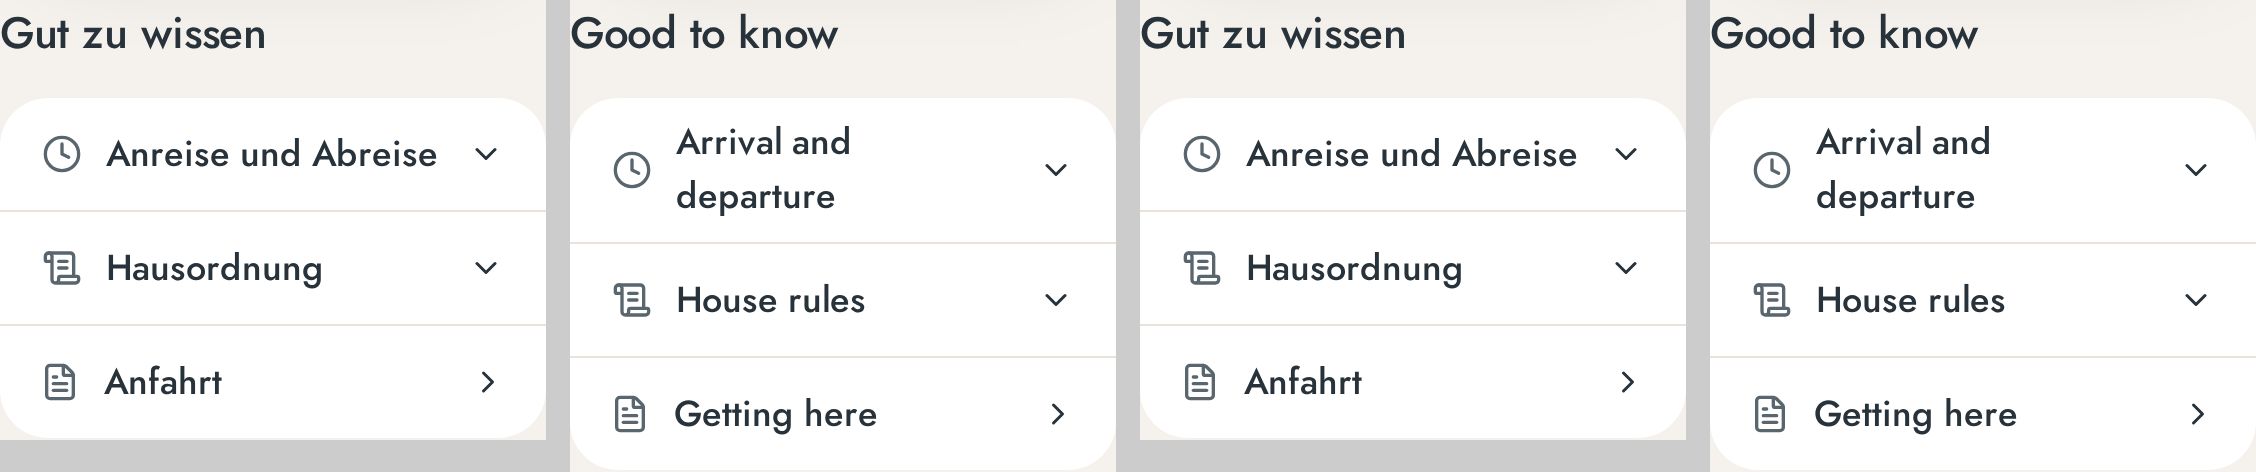 Gut zu wissen
Anreise und Abreise
Hausordnung
Anfahrt
Good to know
Arrival and
departure
House rules
Getting here
Gut zu wissen
Anreise und Abreise
Hausordnung
Anfahrt
Good to know
Arrival and
departure
House rules
Getting here